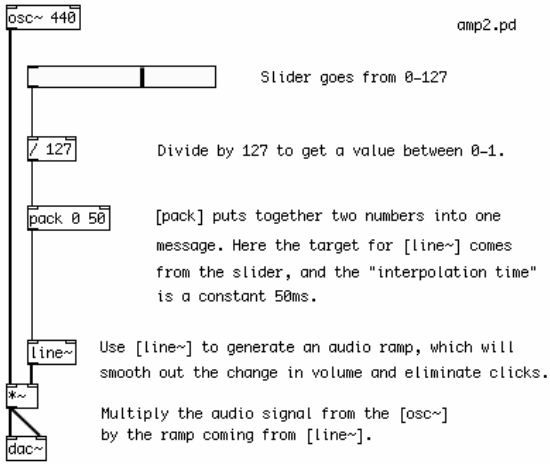 osc~ 440
amp2.pd
Slider goes from 0-127
/ 127
Divide by 127 to get a value between 0-1.
pack 0 50
[pack] puts together two numbers into one
message. Here the target for [line~] comes
from the slider, and the "interpolation time"
is a constant 50ms.
line~
Use [line~] to generate an audio ramp, which will
smooth out the change in volume and eliminate clicks.
*~
Multiply the audio signal from the [osc~]
by the ramp coming from [line~].
dac~